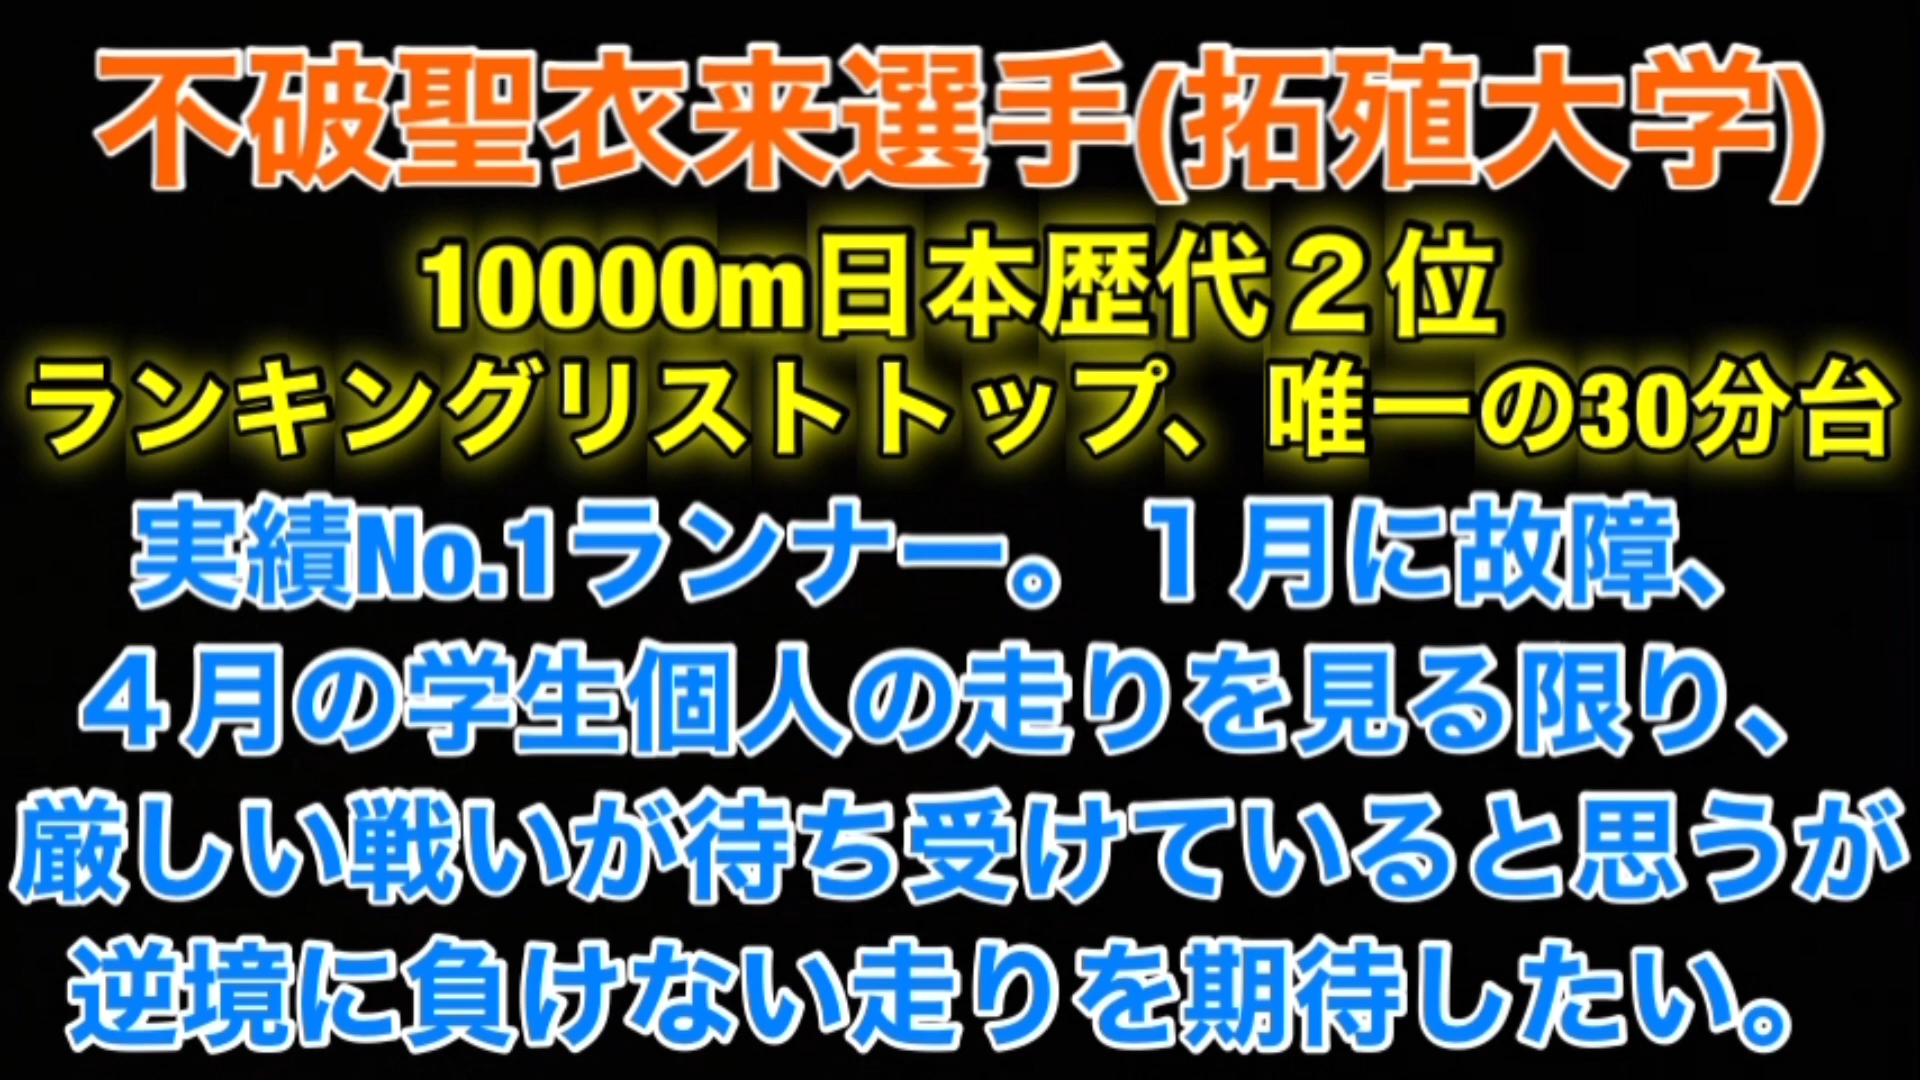 不破聖衣来選手(拓殖大学)
10000m日本歴代２位
ランキングリストトップ、唯一の30分台
実績No.1ランナー。１月に故障、
４月の学生個人の走りを見る限り、
厳しい戦いが待ち受けていると思うが
逆境に負けない走りを期待したい。